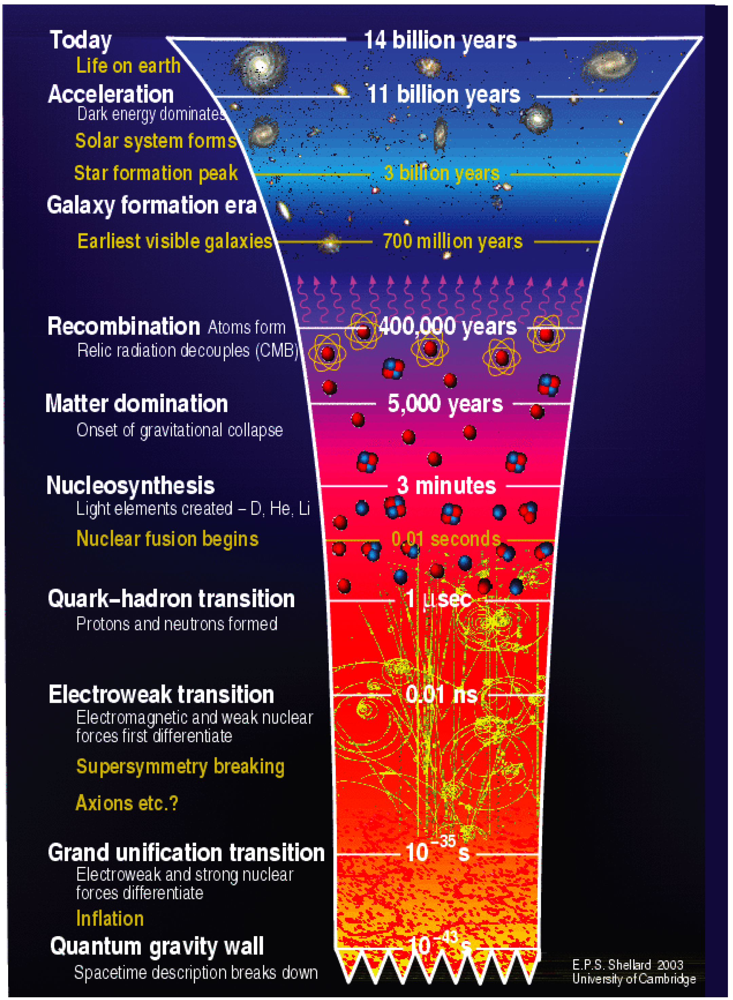 Today 14 billion years
Life on earth
Acceleration 11 billion years
Dark energy dominates
Solar system forms
Star formation peak 3 billion years
Galaxy formation era
Earliest visible galaxies 700 million years
Recombination Atoms form 400,000 years
Relic radiation decouples (CMB)
Matter domination 5,000 years
Onset of gravitational collapse
Nucleosynthesis 3 minutes
Light elements created – D, He, Li
Nuclear fusion begins 0.01 seconds
Quark–hadron transition 1 μsec
Protons and neutrons formed
Electroweak transition 0.01 ns
Electromagnetic and weak nuclear
forces first differentiate
Supersymmetry breaking
Axions etc.?
Grand unification transition 10⁻³⁵ s
Electroweak and strong nuclear
forces differentiate
Inflation
Quantum gravity wall 10⁻⁴³ s
Spacetime description breaks down
E.P.S. Shellard 2003
University of Cambridge